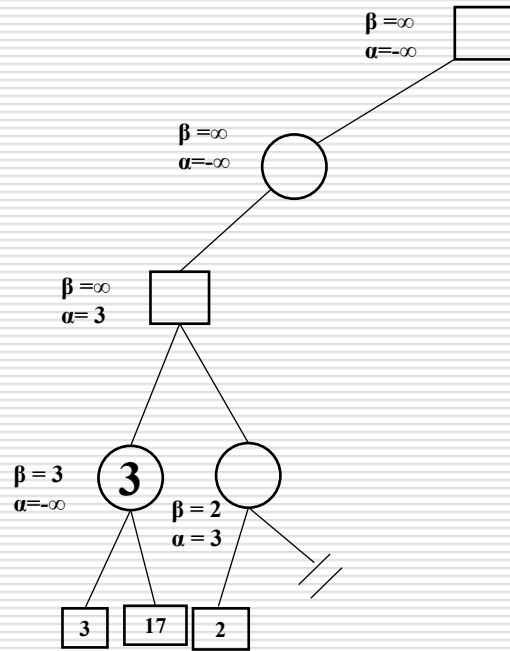 β =∞
α=-∞
β =∞
α=-∞
β =∞
α= 3
β = 3
α=-∞
3
β = 2
α = 3
3
17
2